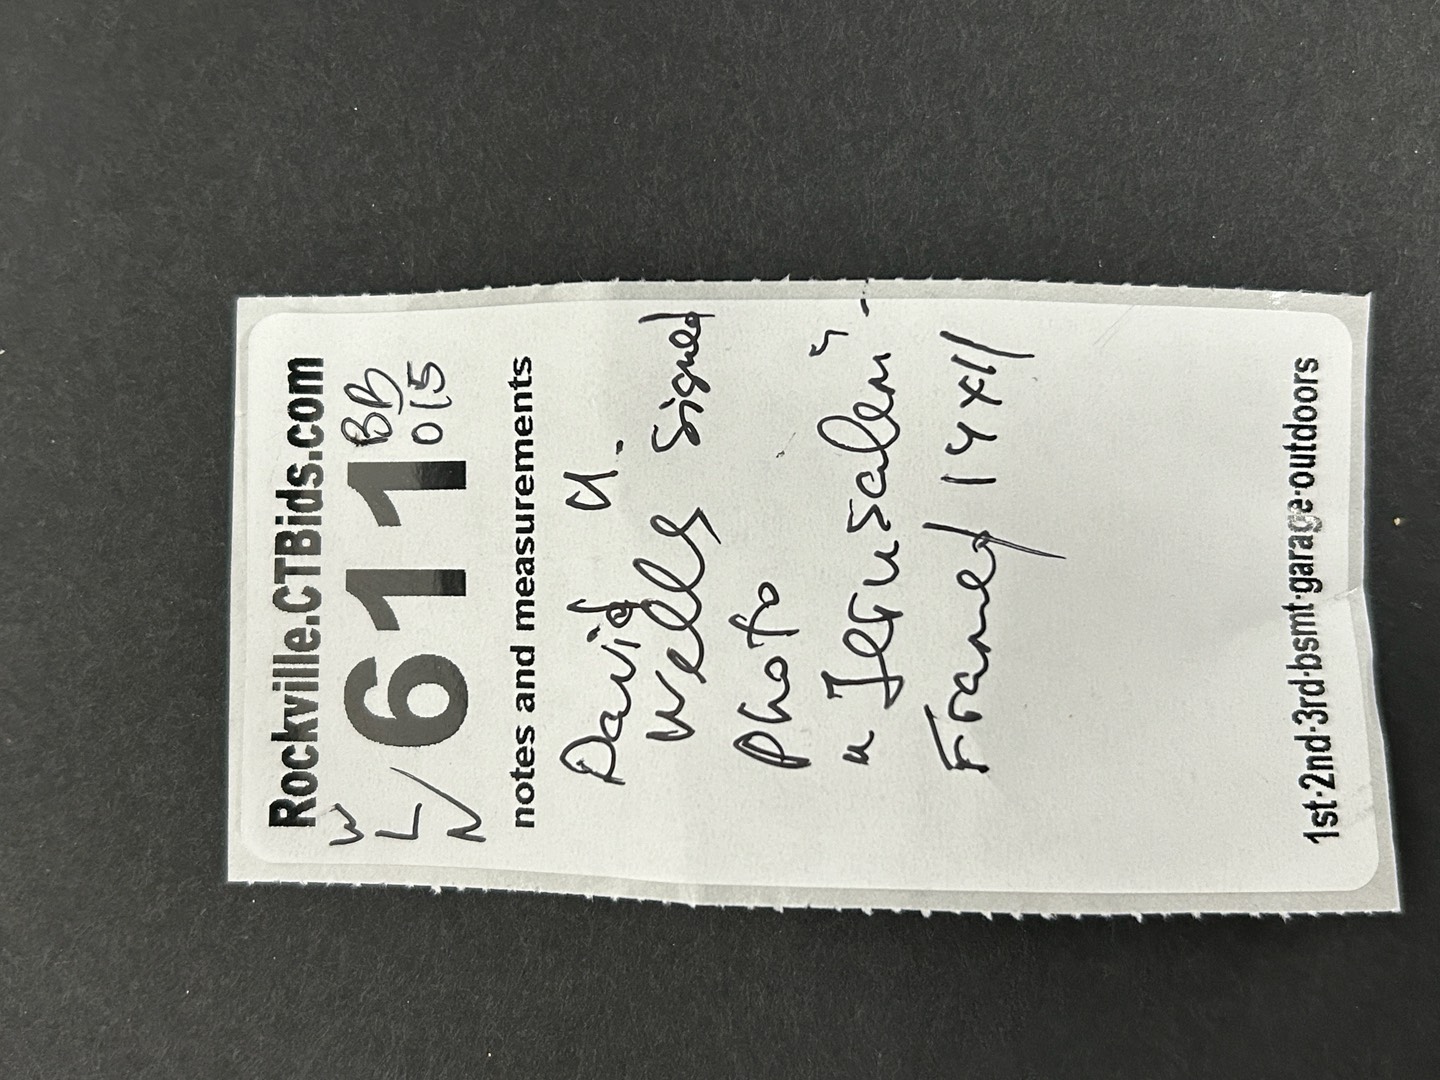 Rockville.CTBids.com
W
L/
N
611
BB
015
notes and measurements
David H.
Wells signed
Photo
"Jerusalem" -
Framed 14x11
1st·2nd·3rd·bsmt·garage·outdoors